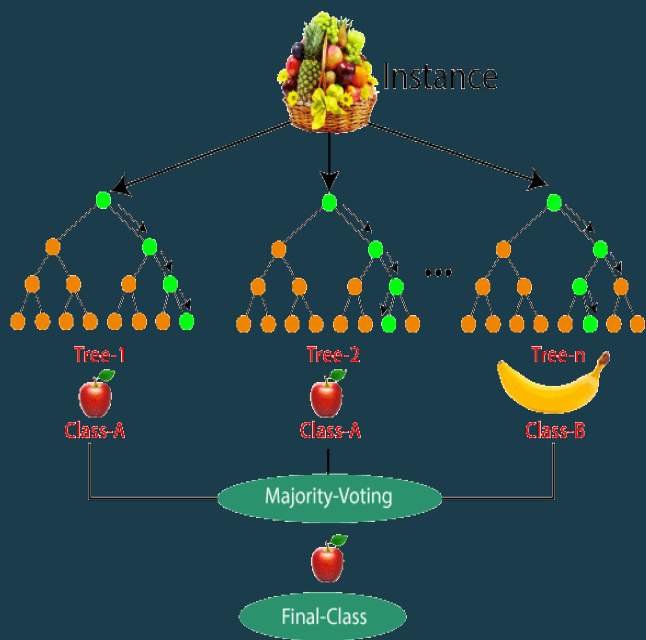 Instance
...
Tree-1
Tree-2
Tree-n
Class-A
Class-A
Class-B
Majority-Voting
Final-Class